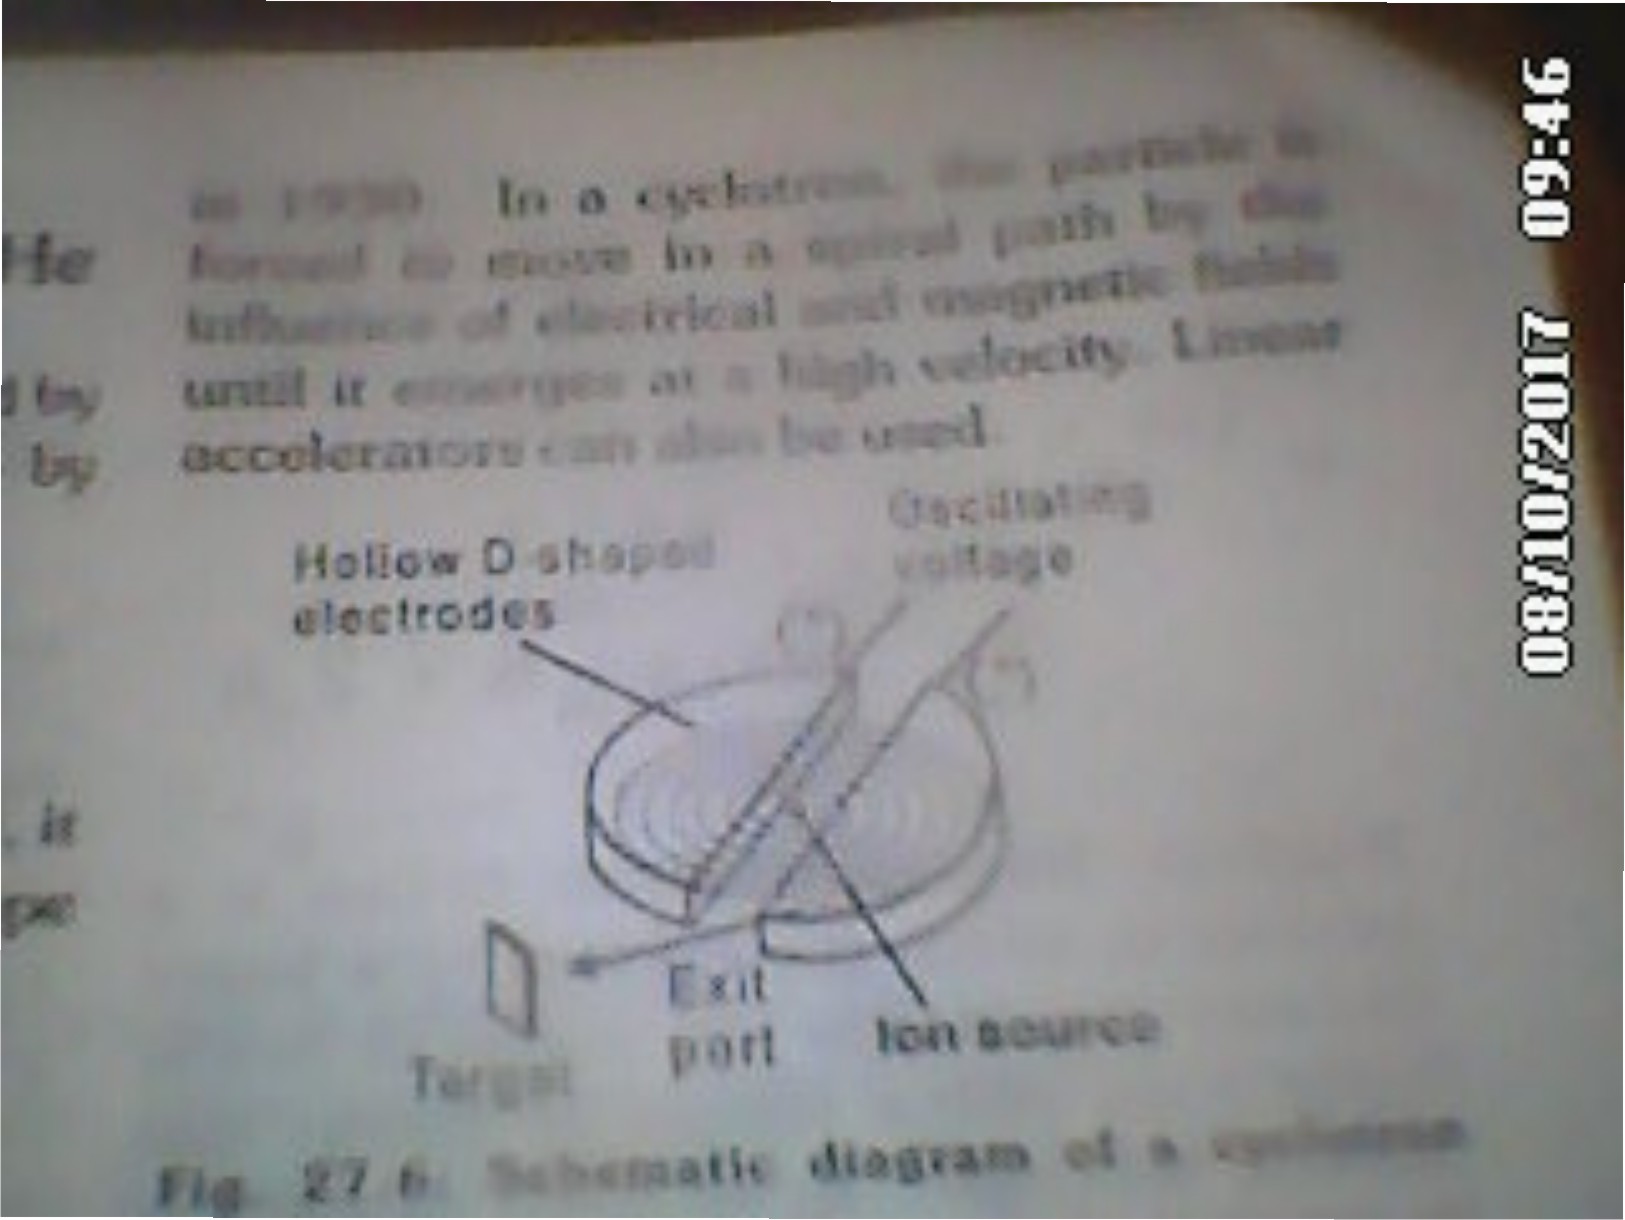 He
d by
by
, it
pe
in 1930 In a cyclotron, the particle is
forced to move in a spiral path by the
influence of electrical and magnetic fields
until it emerges at a high velocity. Linear
accelerators can also be used.
Oscillating
voltage
Hollow D-shaped
electrodes
Exit
port
Ion source
Target
Fig. 27.6: Schematic diagram of a cyclotron
08/10/2017 09:46